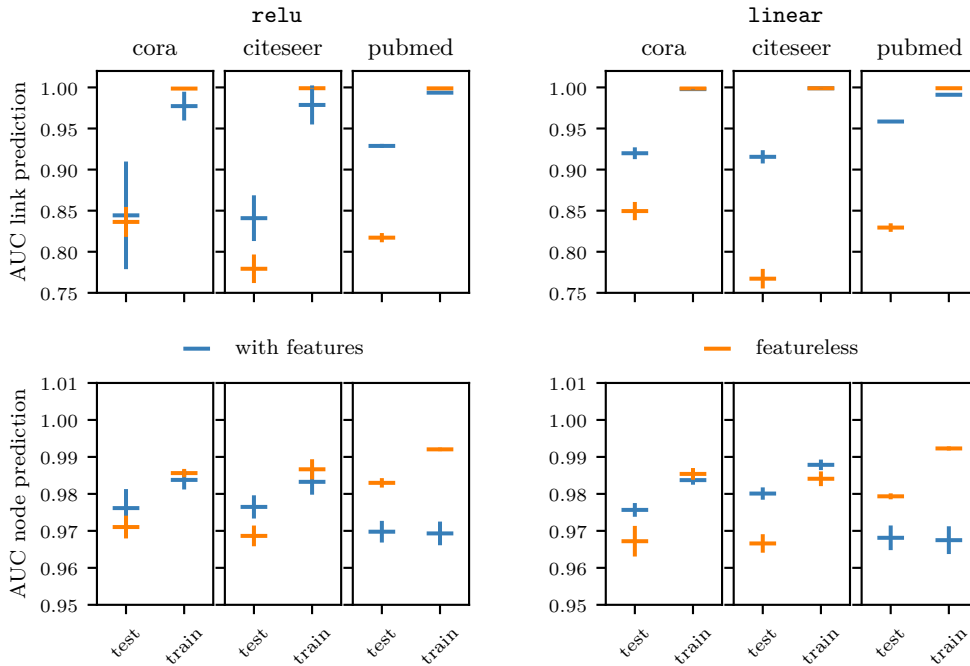 relu
linear
cora citeseer pubmed
cora citeseer pubmed
AUC link prediction
1.00
0.95
0.90
0.85
0.80
0.75
1.00
0.95
0.90
0.85
0.80
0.75
with features
featureless
AUC node prediction
1.01
1.00
0.99
0.98
0.97
0.96
0.95
1.01
1.00
0.99
0.98
0.97
0.96
0.95
test train test train test train
test train test train test train